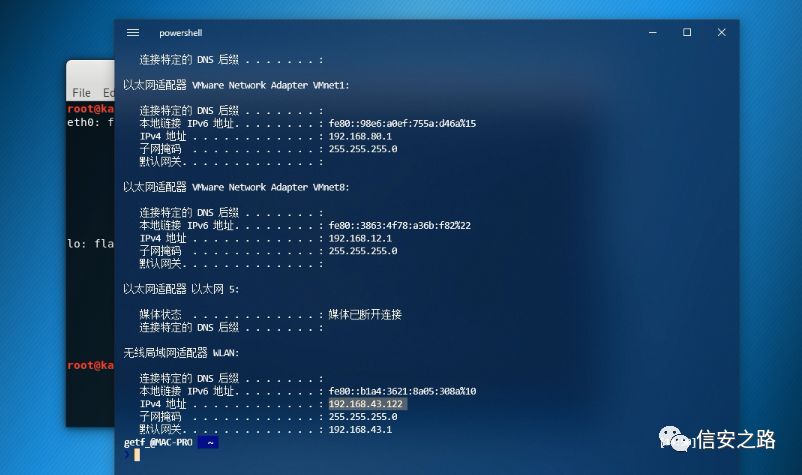 powershell
连接特定的 DNS 后缀 . . . . . . . :
以太网适配器 VMware Network Adapter VMnet1:
连接特定的 DNS 后缀 . . . . . . . :
本地链接 IPv6 地址. . . . . . . . : fe80::98e6:a0ef:755a:d46a%15
IPv4 地址 . . . . . . . . . . . . : 192.168.80.1
子网掩码  . . . . . . . . . . . . : 255.255.255.0
默认网关. . . . . . . . . . . . . :
以太网适配器 VMware Network Adapter VMnet8:
连接特定的 DNS 后缀 . . . . . . . :
本地链接 IPv6 地址. . . . . . . . : fe80::3863:4f78:a36b:f82%22
IPv4 地址 . . . . . . . . . . . . : 192.168.12.1
子网掩码  . . . . . . . . . . . . : 255.255.255.0
默认网关. . . . . . . . . . . . . :
以太网适配器 以太网 5:
媒体状态  . . . . . . . . . . . . : 媒体已断开连接
连接特定的 DNS 后缀 . . . . . . . :
无线局域网适配器 WLAN:
连接特定的 DNS 后缀 . . . . . . . :
本地链接 IPv6 地址. . . . . . . . : fe80::b1a4:3621:8a05:308a%10
IPv4 地址 . . . . . . . . . . . . : 192.168.43.122
子网掩码  . . . . . . . . . . . . : 255.255.255.0
默认网关. . . . . . . . . . . . . : 192.168.43.1
getf_@MAC-PRO ~
File Ed
root@ka
eth0: f
lo: fla
root@ka
信安之路